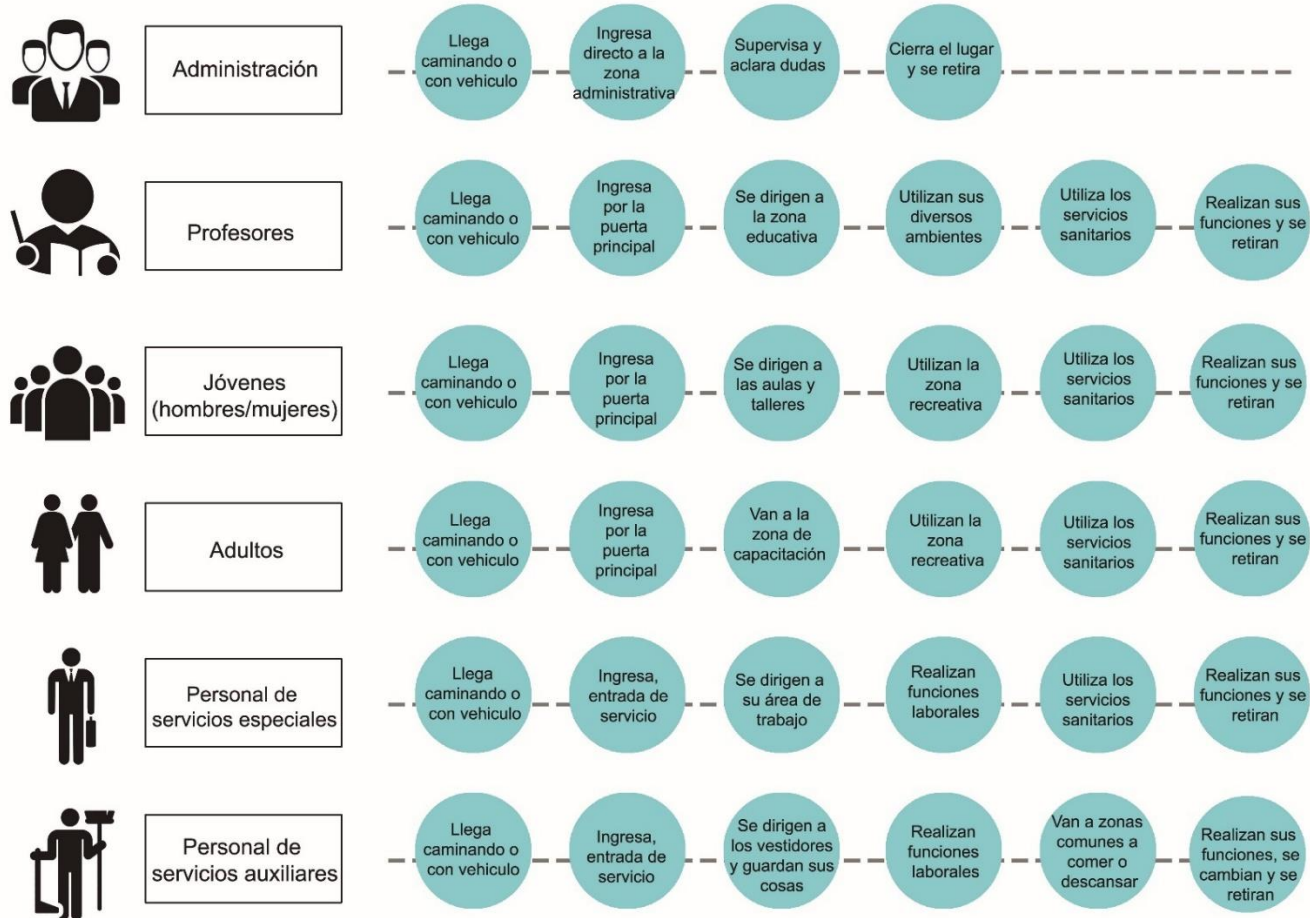 Administración
Llega
caminando o
con vehiculo
Ingresa
directo a la
zona
administrativa
Supervisa y
aclara dudas
Cierra el lugar
y se retira
Profesores
Llega
caminando o
con vehiculo
Ingresa
por la
puerta
principal
Se dirigen a
la zona
educativa
Utilizan sus
diversos
ambientes
Utiliza los
servicios
sanitarios
Realizan sus
funciones y se
retiran
Jóvenes
(hombres/mujeres)
Llega
caminando o
con vehiculo
Ingresa
por la
puerta
principal
Se dirigen a
las aulas y
talleres
Utilizan la
zona
recreativa
Utiliza los
servicios
sanitarios
Realizan sus
funciones y se
retiran
Adultos
Llega
caminando o
con vehiculo
Ingresa
por la
puerta
principal
Van a la
zona de
capacitación
Utilizan la
zona
recreativa
Utiliza los
servicios
sanitarios
Realizan sus
funciones y se
retiran
Personal de
servicios especiales
Llega
caminando o
con vehiculo
Ingresa,
entrada de
servicio
Se dirigen a
su área de
trabajo
Realizan
funciones
laborales
Utiliza los
servicios
sanitarios
Realizan sus
funciones y se
retiran
Personal de
servicios auxiliares
Llega
caminando o
con vehiculo
Ingresa,
entrada de
servicio
Se dirigen a
los vestidores
y guardan sus
cosas
Realizan
funciones
laborales
Van a zonas
comunes a
comer o
descansar
Realizan sus
funciones, se
cambian y se
retiran